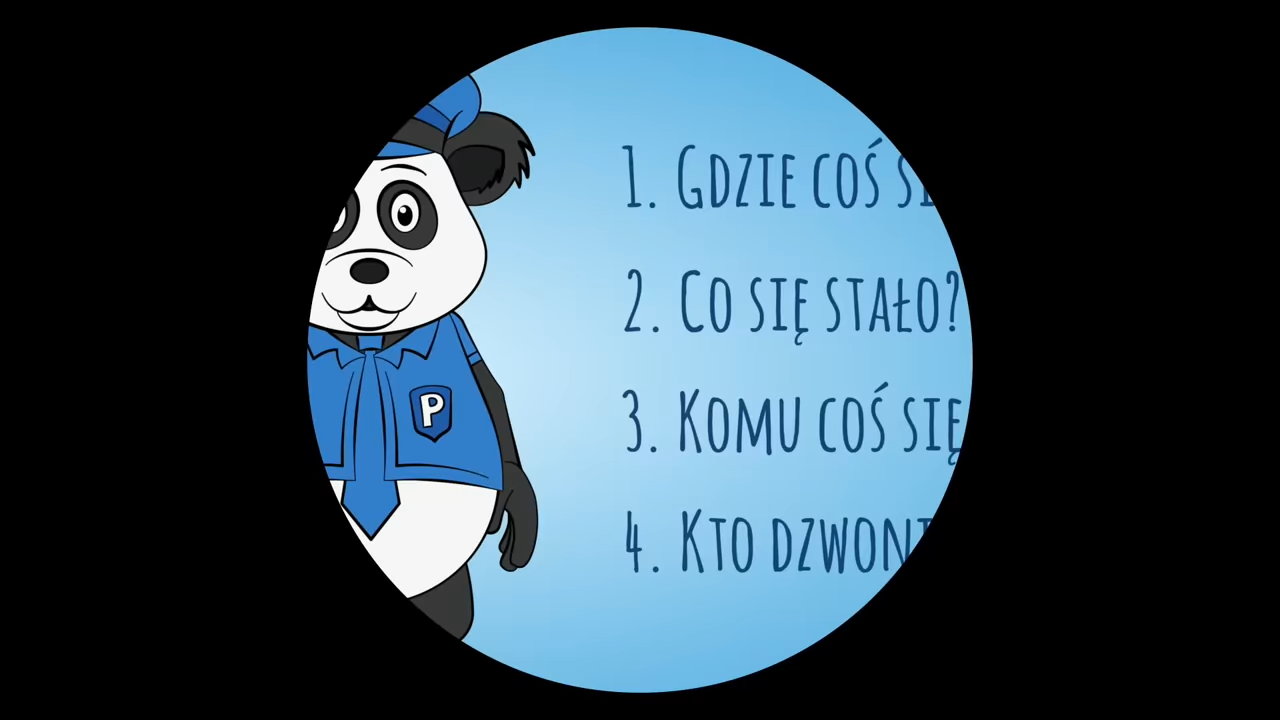 P
1. Gdzie coś
2. Co się stało?
3. Komu coś się
4. Kto